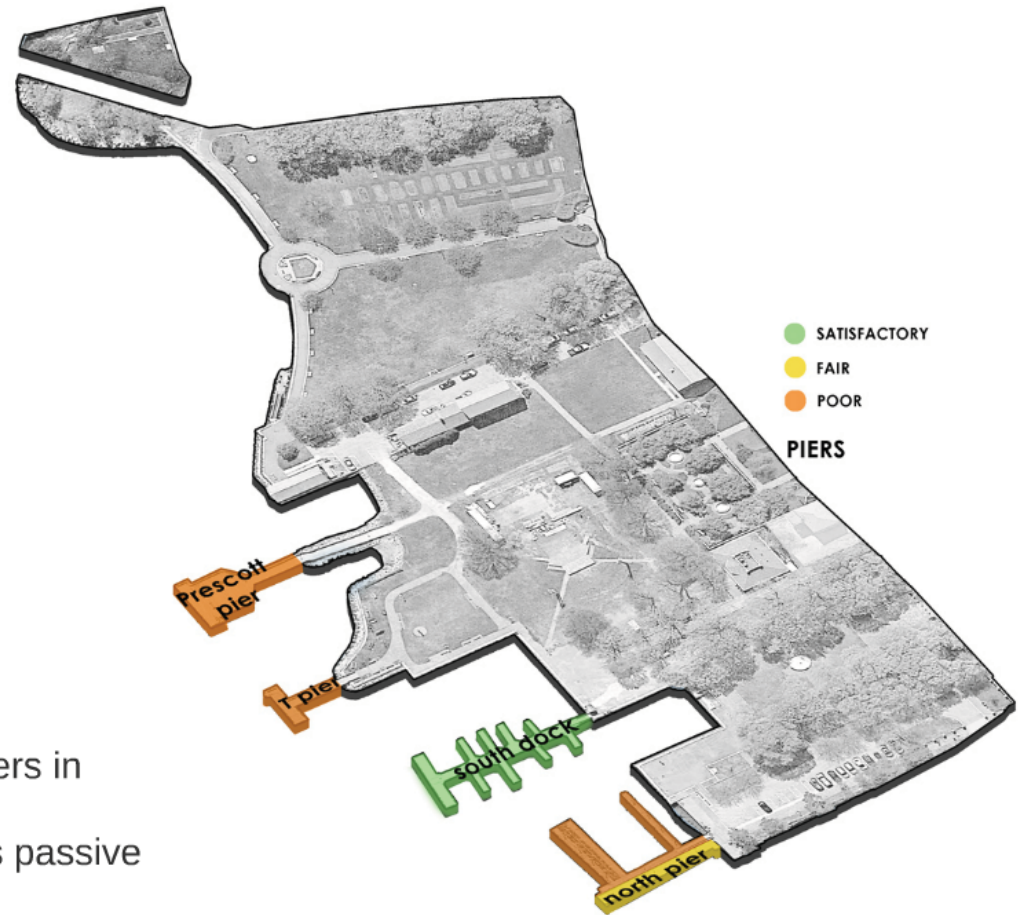 SATISFACTORY
FAIR
POOR
PIERS
Prescott
pier
T pier
south dock
north pier
ers in
s passive